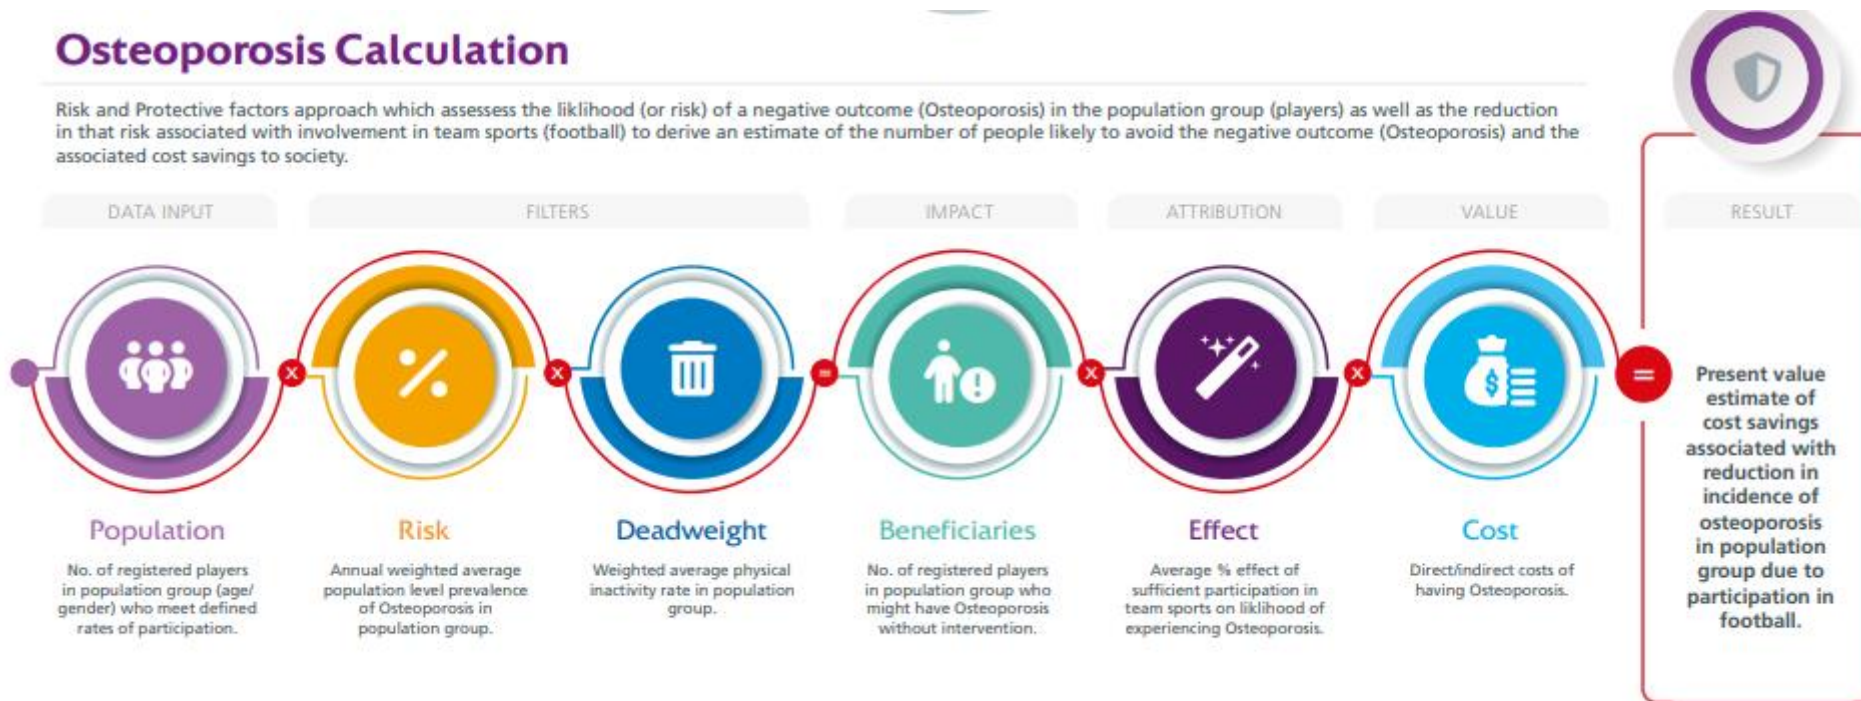 Osteoporosis Calculation
Risk and Protective factors approach which assessess the liklihood (or risk) of a negative outcome (Osteoporosis) in the population group (players) as well as the reduction
in that risk associated with involvement in team sports (football) to derive an estimate of the number of people likely to avoid the negative outcome (Osteoporosis) and the
associated cost savings to society.
DATA INPUT
FILTERS
IMPACT
ATTRIBUTION
VALUE
RESULT
x
x
=
x
x
=
Population
No. of registered players
in population group (age/
gender) who meet defined
rates of participation.
Risk
Annual weighted average
population level prevalence
of Osteoporosis in
population group.
Deadweight
Weighted average physical
inactivity rate in population
group.
Beneficiaries
No. of registered players
in population group who
might have Osteoporosis
without intervention.
Effect
Average % effect of
sufficient participation in
team sports on liklihood of
experiencing Osteoporosis.
Cost
Direct/indirect costs of
having Osteoporosis.
Present value
estimate of
cost savings
associated with
reduction in
incidence of
osteoporosis
in population
group due to
participation in
football.